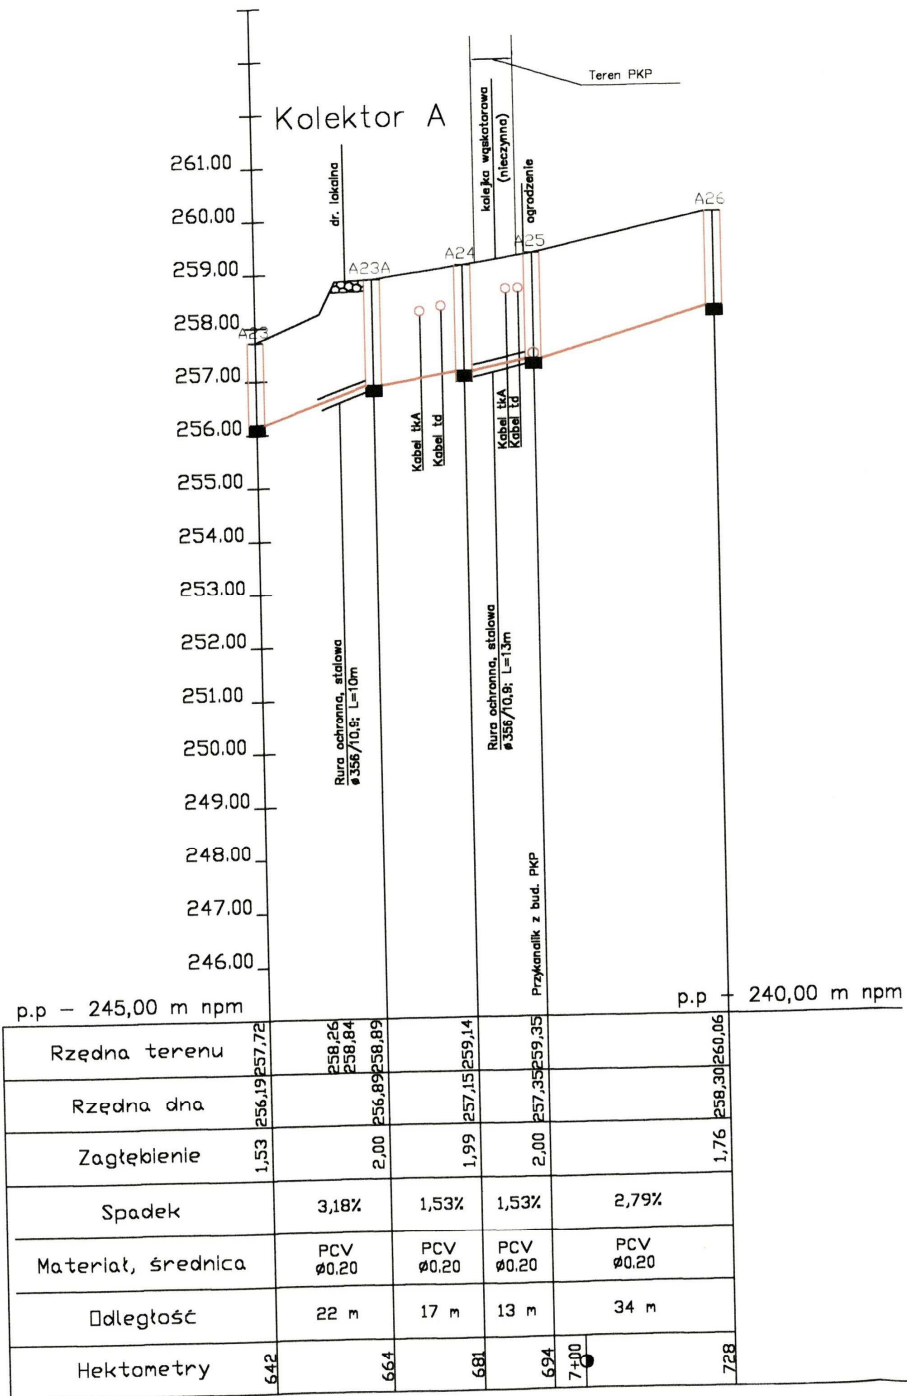 Teren PKP
Kolektor A
dr. lokalna
kolejka wąskotorowa
(nieczynna)
ogrodzenie
261.00
260.00
259.00
258.00
257.00
256.00
255.00
254.00
253.00
252.00
251.00
250.00
249.00
248.00
247.00
246.00
A23
A23A
A24
A25
A26
Kabel tkA
Kabel td
Kabel tkA
Kabel td
Rura ochronna, stalowa
ø356/10,9; L=10m
Rura ochronna, stalowa
ø356/10,9; L=13m
Przykanalik z bud. PKP
p.p – 245,00 m npm
p.p – 240,00 m npm
Rzędna terenu 257,72 258,26 258,84 258,89 259,14 259,35 260,06
Rzędna dna 256,19 256,89 257,15 257,35 258,30
Zagłębienie 1,53 2,00 1,99 2,00 1,76
Spadek 3,18% 1,53% 1,53% 2,79%
Materiał, średnica PCV ø0.20 PCV ø0.20 PCV ø0.20 PCV ø0.20
Odległość 22 m 17 m 13 m 34 m
Hektometry 642 664 681 694 7+00 728